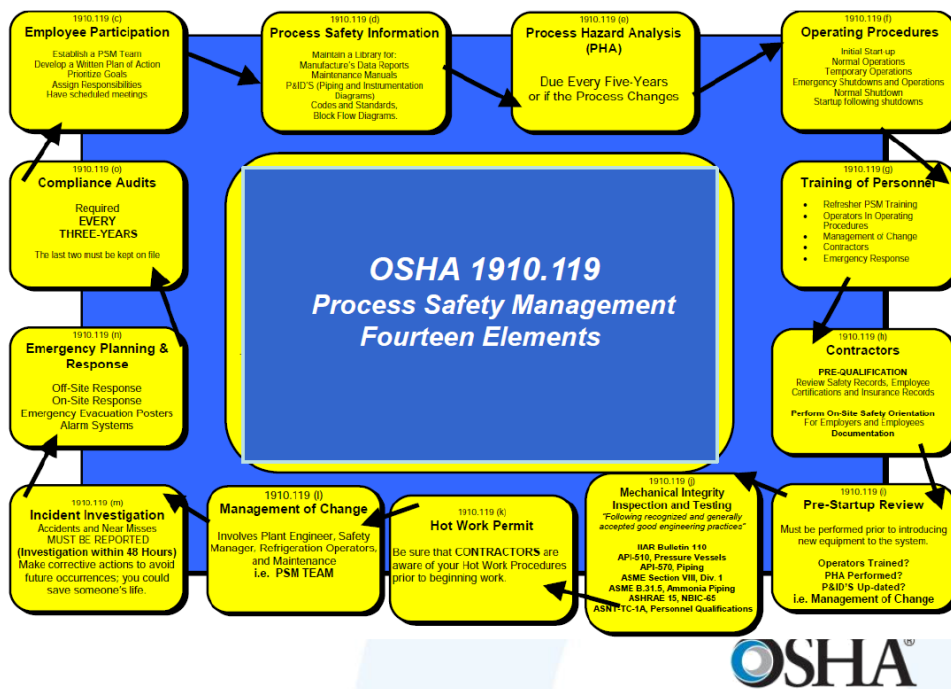 1910.119 (c)
Employee Participation
Establish a PSM Team
Develop a Written Plan of Action
Prioritize Goals
Assign Responsibilities
Have scheduled meetings
1910.119 (d)
Process Safety Information
Maintain a Library for:
Manufacture's Data Reports
Maintenance Manuals
P&ID'S (Piping and Instrumentation
Diagrams)
Codes and Standards,
Block Flow Diagrams.
1910.119 (e)
Process Hazard Analysis
(PHA)
Due Every Five-Years
or if the Process Changes
1910.119 (f)
Operating Procedures
Initial Start-up
Normal Operations
Temporary Operations
Emergency Shutdowns and Operations
Normal Shutdown
Startup following shutdowns
1910.119 (g)
Training of Personnel
• Refresher PSM Training
• Operators In Operating
Procedures
• Management of Change
• Contractors
• Emergency Response
1910.119 (h)
Contractors
PRE-QUALIFICATION
Review Safety Records, Employee
Certifications and Insurance Records
Perform On-Site Safety Orientation
For Employers and Employees
Documentation
1910.119 (i)
Pre-Startup Review
Must be performed prior to introducing
new equipment to the system.
Operators Trained?
PHA Performed?
P&ID'S Up-dated?
i.e. Management of Change
1910.119 (j)
Mechanical Integrity
Inspection and Testing
"Following recognized and generally
accepted good engineering practices"
IIAR Bulletin 110
API-510, Pressure Vessels
API-570, Piping
ASME Section VIII, Div. 1
ASME B.31.5, Ammonia Piping
ASHRAE 15, NBIC-65
ASNT-TC-1A, Personnel Qualifications
1910.119 (k)
Hot Work Permit
Be sure that CONTRACTORS are
aware of your Hot Work Procedures
prior to beginning work.
1910.119 (l)
Management of Change
Involves Plant Engineer, Safety
Manager, Refrigeration Operators,
and Maintenance
i.e. PSM TEAM
1910.119 (m)
Incident Investigation
Accidents and Near Misses
MUST BE REPORTED
(Investigation within 48 Hours)
Make corrective actions to avoid
future occurrences; you could
save someone's life.
1910.119 (n)
Emergency Planning &
Response
Off-Site Response
On-Site Response
Emergency Evacuation Posters
Alarm Systems
1910.119 (o)
Compliance Audits
Required
EVERY
THREE-YEARS
The last two must be kept on file
OSHA 1910.119
Process Safety Management
Fourteen Elements
OSHA®